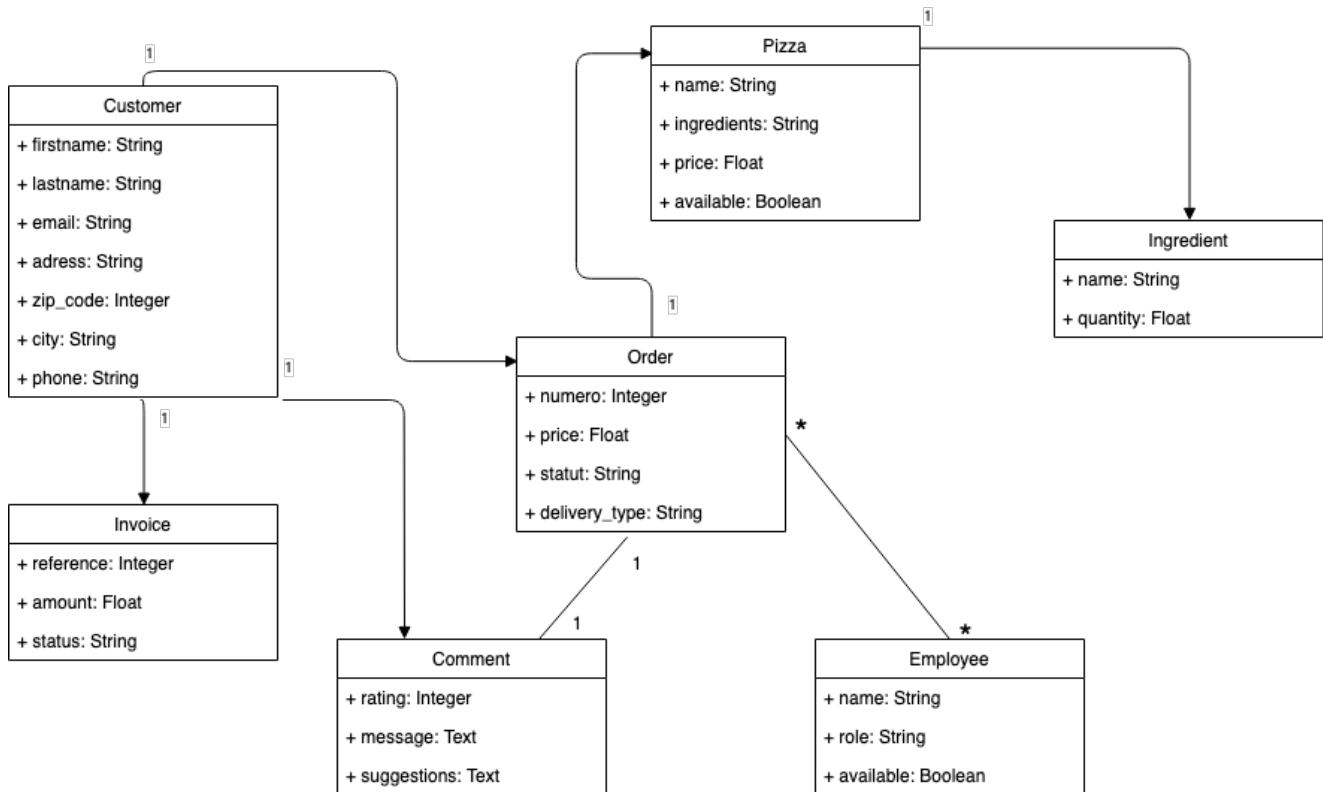 1
Pizza
+ name: String
+ ingredients: String
+ price: Float
+ available: Boolean
1
Customer
+ firstname: String
+ lastname: String
+ email: String
+ adress: String
+ zip_code: Integer
+ city: String
+ phone: String
1
1
Ingredient
+ name: String
+ quantity: Float
1
Order
+ numero: Integer
+ price: Float
+ statut: String
+ delivery_type: String
*
1
Invoice
+ reference: Integer
+ amount: Float
+ status: String
1
1
Comment
+ rating: Integer
+ message: Text
+ suggestions: Text
*
Employee
+ name: String
+ role: String
+ available: Boolean